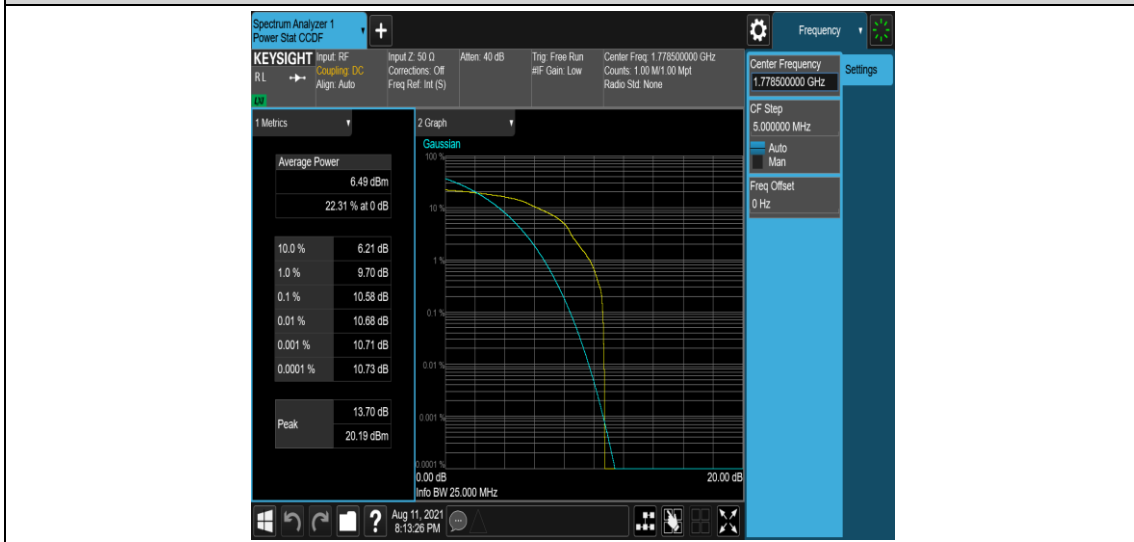 Spectrum Analyzer 1
Power Stat CCDF
Frequency
KEYSIGHT
RL
Input: RF
Coupling: DC
Align: Auto
Input Z: 50 Ω
Corrections: Off
Freq Ref: Int (S)
Atten: 40 dB
Trig: Free Run
#IF Gain: Low
Center Freq: 1.778500000 GHz
Counts: 1.00 M/1.00 Mpt
Radio Std: None
Center Frequency
1.778500000 GHz
Settings
CF Step
5.000000 MHz
Auto
Man
Freq Offset
0 Hz
1 Metrics
Average Power
6.49 dBm
22.31 % at 0 dB
10.0 % 6.21 dB
1.0 % 9.70 dB
0.1 % 10.58 dB
0.01 % 10.68 dB
0.001 % 10.71 dB
0.0001 % 10.73 dB
Peak 13.70 dB
20.19 dBm
2 Graph
Gaussian
100 %
10 %
1 %
0.1 %
0.01 %
0.001 %
0.0001 %
0.00 dB 20.00 dB
Info BW 25.000 MHz
Aug 11, 2021
8:13:26 PM